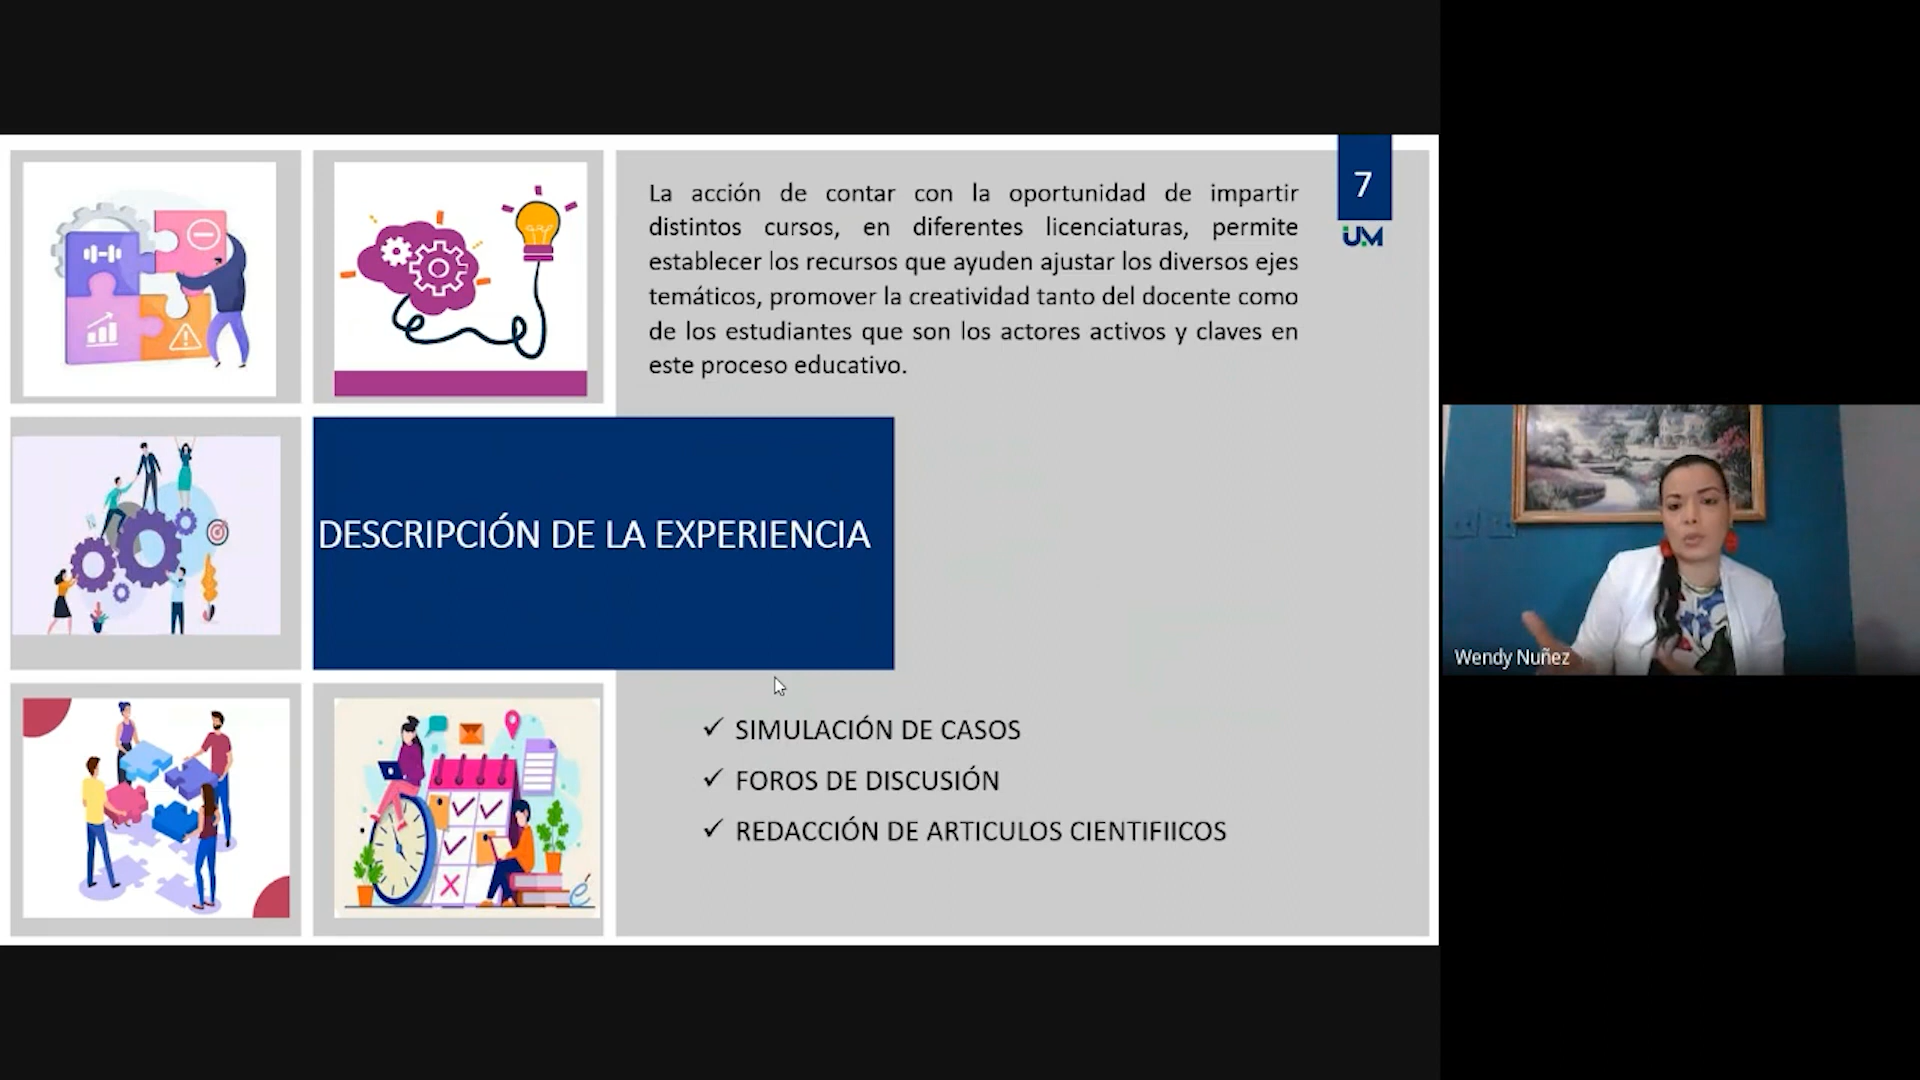 La acción de contar con la oportunidad de impartir
distintos cursos, en diferentes licenciaturas, permite
establecer los recursos que ayuden ajustar los diversos ejes
temáticos, promover la creatividad tanto del docente como
de los estudiantes que son los actores activos y claves en
este proceso educativo.
7
UM
DESCRIPCIÓN DE LA EXPERIENCIA
✓ SIMULACIÓN DE CASOS
✓ FOROS DE DISCUSIÓN
✓ REDACCIÓN DE ARTICULOS CIENTIFIICOS
Wendy Nuñez